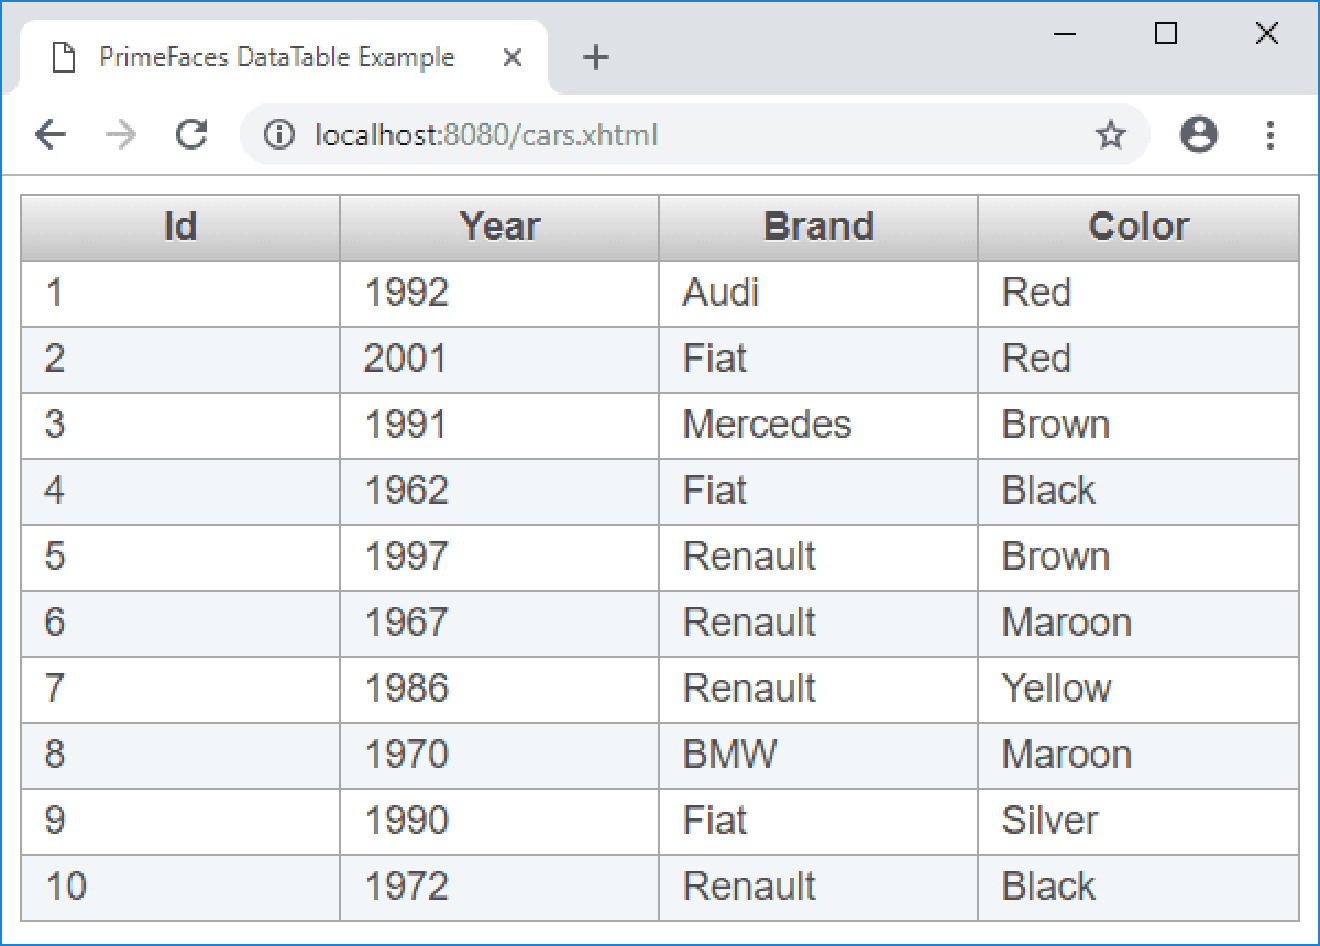 PrimeFaces DataTable Example
localhost:8080/cars.xhtml
Id Year Brand Color
1 1992 Audi Red
2 2001 Fiat Red
3 1991 Mercedes Brown
4 1962 Fiat Black
5 1997 Renault Brown
6 1967 Renault Maroon
7 1986 Renault Yellow
8 1970 BMW Maroon
9 1990 Fiat Silver
10 1972 Renault Black